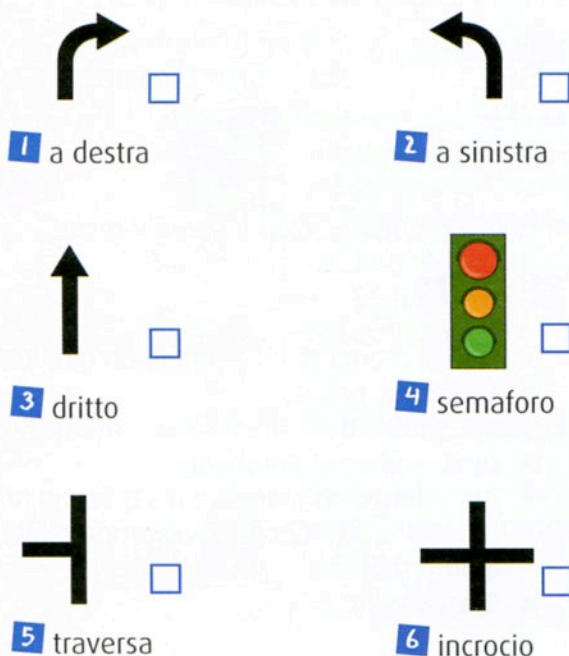 1 a destra
2 a sinistra
3 dritto
4 semaforo
5 traversa
6 incrocio